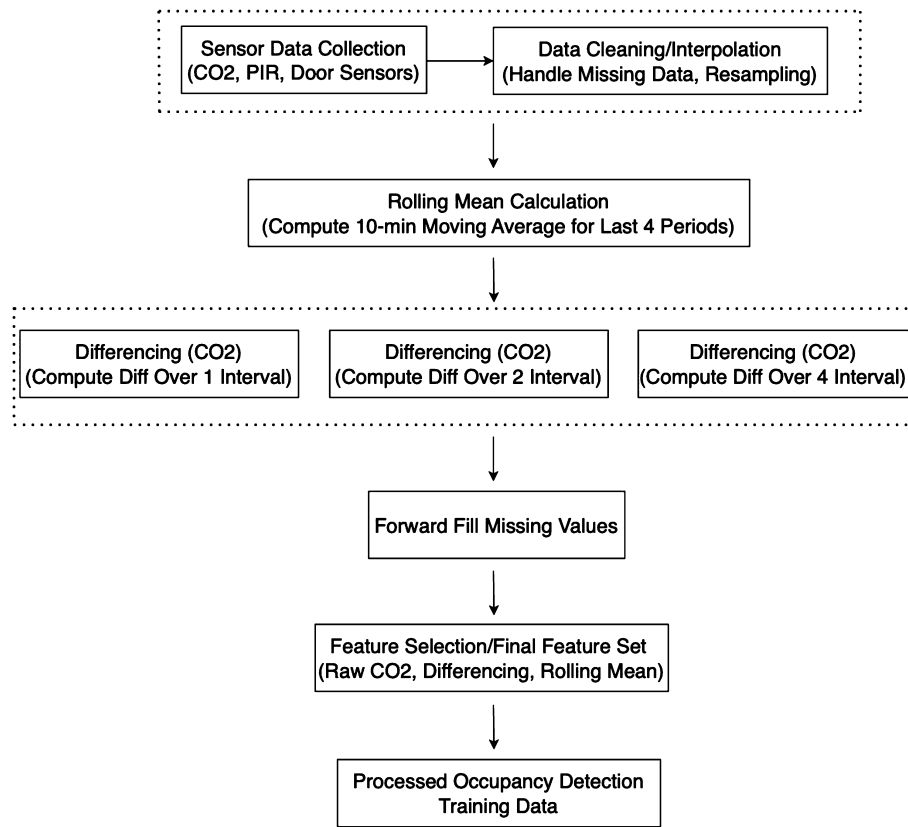 Sensor Data Collection
(CO2, PIR, Door Sensors)
Data Cleaning/Interpolation
(Handle Missing Data, Resampling)
Rolling Mean Calculation
(Compute 10-min Moving Average for Last 4 Periods)
Differencing (CO2)
(Compute Diff Over 1 Interval)
Differencing (CO2)
(Compute Diff Over 2 Interval)
Differencing (CO2)
(Compute Diff Over 4 Interval)
Forward Fill Missing Values
Feature Selection/Final Feature Set
(Raw CO2, Differencing, Rolling Mean)
Processed Occupancy Detection
Training Data